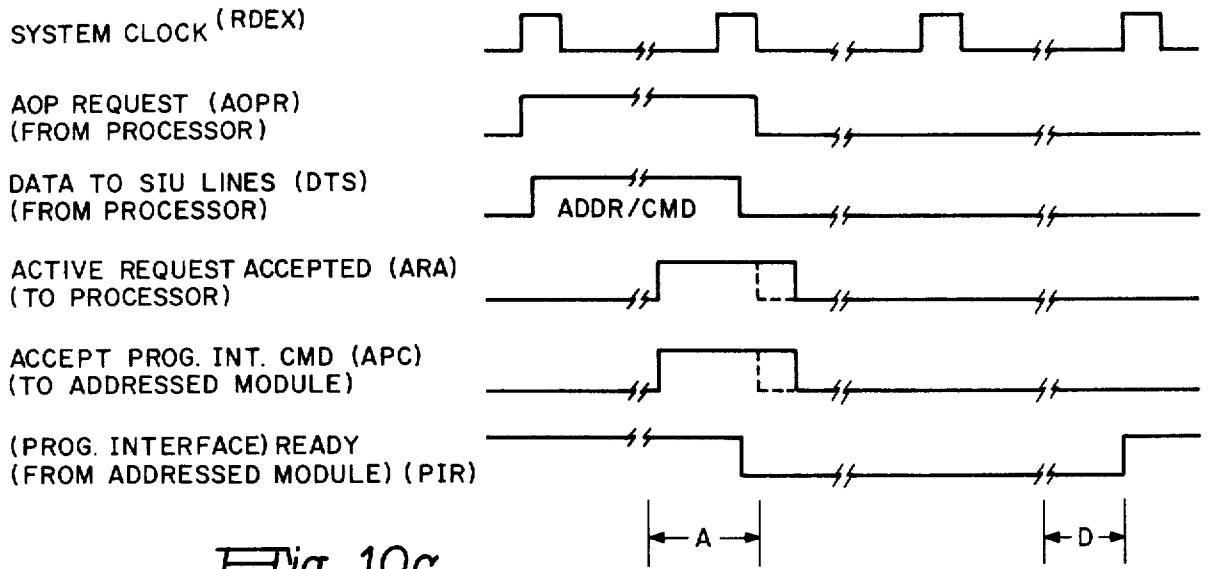 SYSTEM CLOCK (RDEX)
AOP REQUEST (AOPR)
(FROM PROCESSOR)
DATA TO SIU LINES (DTS)
(FROM PROCESSOR)
ADDR/CMD
ACTIVE REQUEST ACCEPTED (ARA)
(TO PROCESSOR)
ACCEPT PROG. INT. CMD (APC)
(TO ADDRESSED MODULE)
(PROG. INTERFACE) READY
(FROM ADDRESSED MODULE) (PIR)
A
D
Fig. 10a